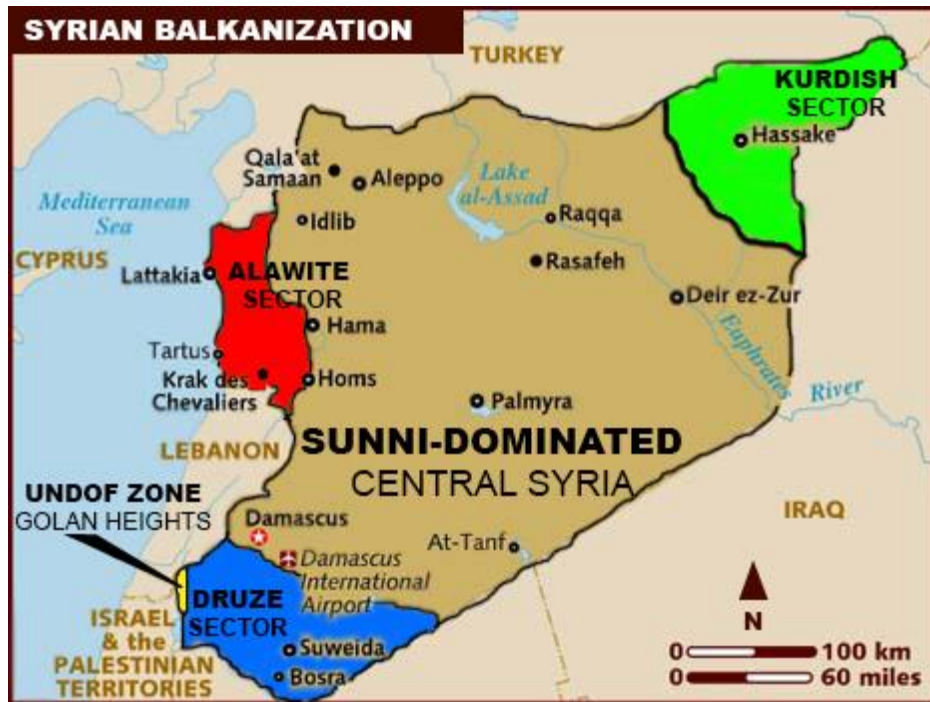 SYRIAN BALKANIZATION
TURKEY
KURDISH
SECTOR
Hassake
Qala'at
Samaan
Aleppo
Lake
al-Assad
Mediterranean
Sea
Idlib
Raqqa
CYPRUS
Lattakia
ALAWITE
SECTOR
Rasafeh
Deir ez-Zur
Hama
Euphrates
River
Tartus
Krak des
Chevaliers
Homs
Palmyra
LEBANON
SUNNI-DOMINATED
CENTRAL SYRIA
UNDOF ZONE
GOLAN HEIGHTS
IRAQ
Damascus
At-Tanf
Damascus
International
Airport
DRUZE
SECTOR
ISRAEL
& the
PALESTINIAN
TERRITORIES
Suweida
Bosra
N
0 100 km
0 60 miles